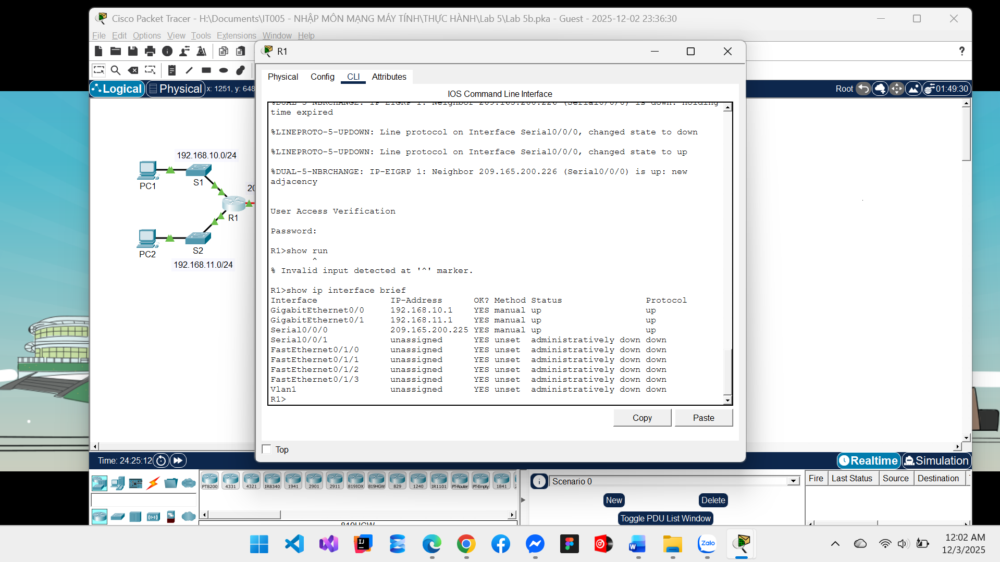 Cisco Packet Tracer - H:\Documents\IT005 - NHẬP MÔN MẠNG MÁY TÍNH\THỰC HÀNH\Lab 5\Lab 5b.pka - Guest - 2025-12-02 23:36:30
File Edit Options View Tools Extensions Window Help
R1
?
Physical Config CLI Attributes
Logical Physical x: 1251, y: 648
Root 01:49:30
IOS Command Line Interface
%DUAL-5-NBRCHANGE: IP-EIGRP 1: Neighbor 209.165.200.226 (Serial0/0/0) is down: holding
time expired
%LINEPROTO-5-UPDOWN: Line protocol on Interface Serial0/0/0, changed state to down
%LINEPROTO-5-UPDOWN: Line protocol on Interface Serial0/0/0, changed state to up
%DUAL-5-NBRCHANGE: IP-EIGRP 1: Neighbor 209.165.200.226 (Serial0/0/0) is up: new
adjacency
User Access Verification
Password:
R1>show run
^
% Invalid input detected at '^' marker.
R1>show ip interface brief
Interface IP-Address OK? Method Status Protocol
GigabitEthernet0/0 192.168.10.1 YES manual up up
GigabitEthernet0/1 192.168.11.1 YES manual up up
Serial0/0/0 209.165.200.225 YES manual up up
Serial0/0/1 unassigned YES unset administratively down down
FastEthernet0/1/0 unassigned YES unset administratively down down
FastEthernet0/1/1 unassigned YES unset administratively down down
FastEthernet0/1/2 unassigned YES unset administratively down down
FastEthernet0/1/3 unassigned YES unset administratively down down
Vlan1 unassigned YES unset administratively down down
R1>
Copy Paste
Top
192.168.10.0/24
PC1
S1
20
R1
PC2
S2
192.168.11.0/24
Time: 24:25:12
Realtime Simulation
PT8200 4331 4321 IR8340 1941 2901 2911 819IOX 819HGW 829 1240 IR1101 PT-Router PT-Empty 1841 2
819HGW
Scenario 0
New Delete
Toggle PDU List Window
Fire Last Status Source Destination
Zalo
12:02 AM
12/3/2025